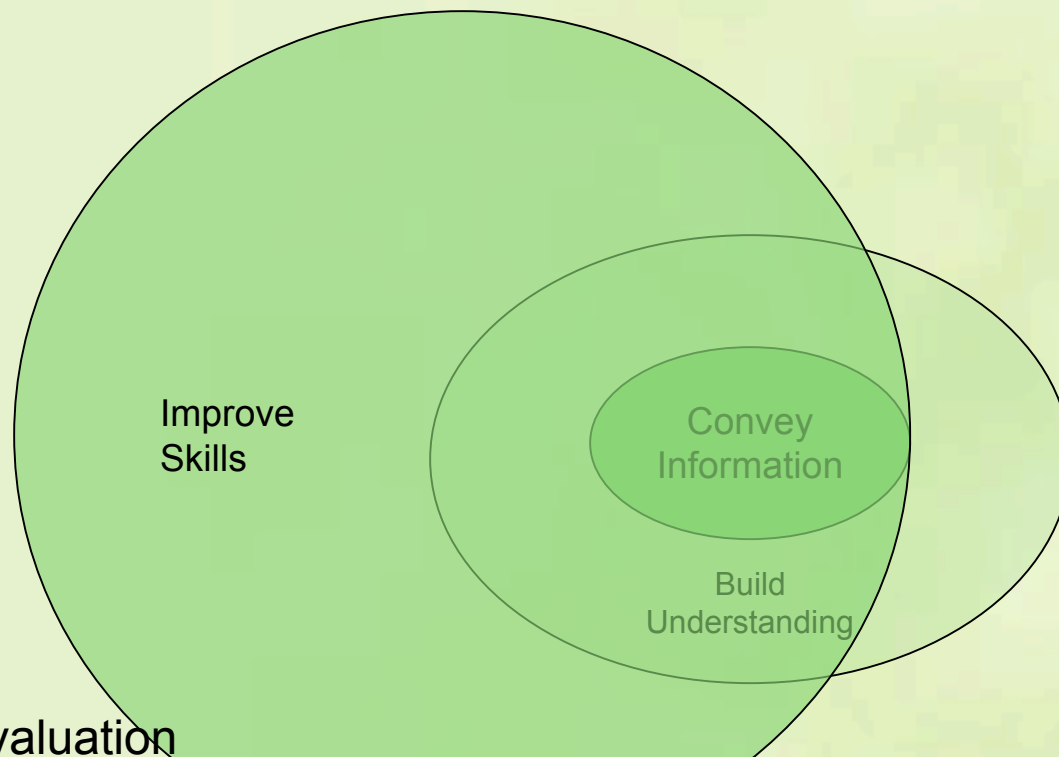 Improve
Skills
Convey
Information
Build
Understanding
valuation